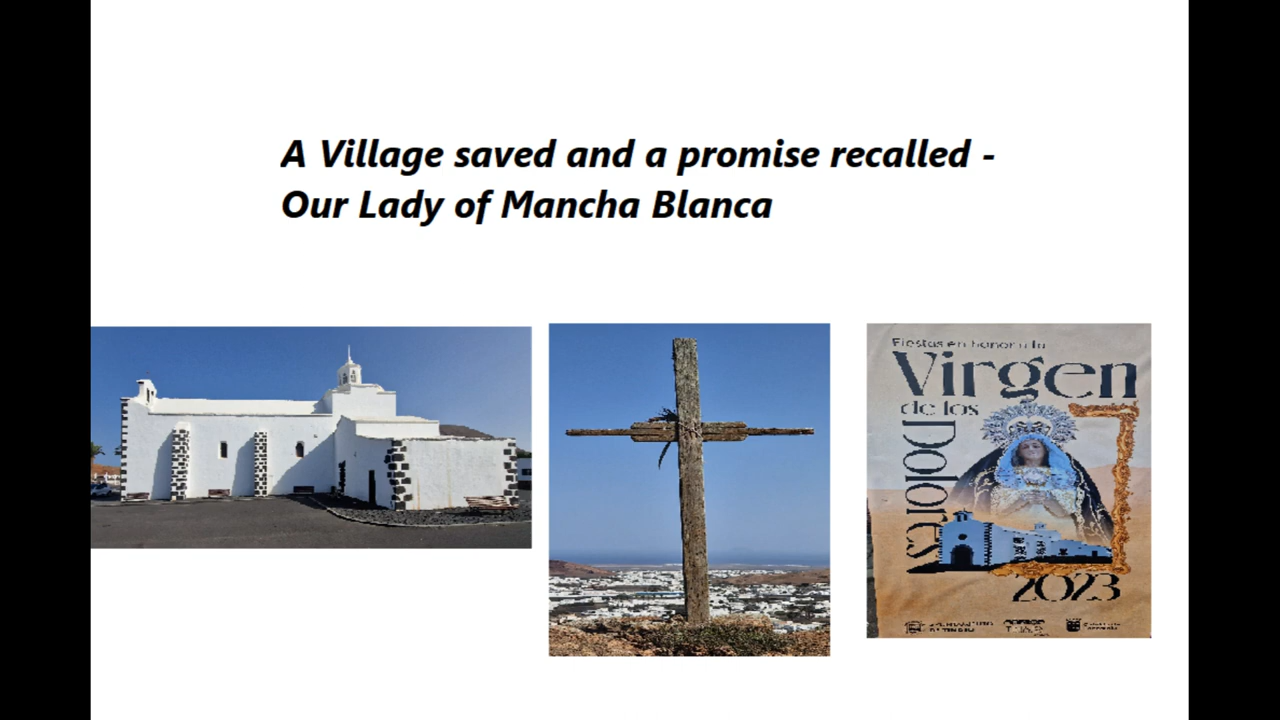 A Village saved and a promise recalled -
Our Lady of Mancha Blanca
Fiestas en honor a la
Virgen
de los
Dolores
2023